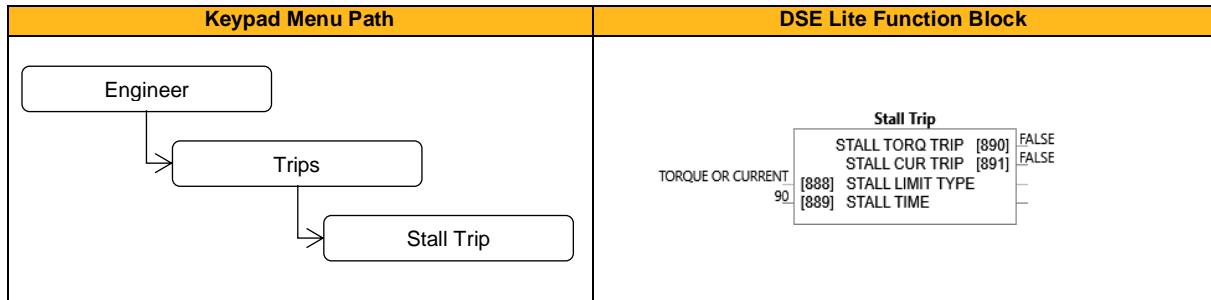 Keypad Menu Path
DSE Lite Function Block
Engineer
Trips
Stall Trip
Stall Trip
STALL TORQ TRIP [890] FALSE
STALL CUR TRIP [891] FALSE
TORQUE OR CURRENT [888] STALL LIMIT TYPE
90 [889] STALL TIME